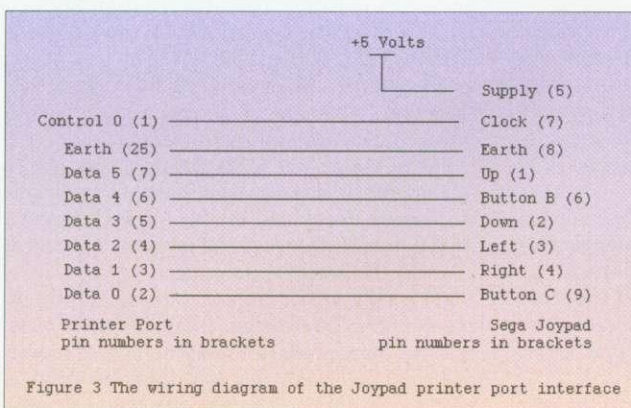 +5 Volts
Supply (5)
Control 0 (1) Clock (7)
Earth (25) Earth (8)
Data 5 (7) Up (1)
Data 4 (6) Button B (6)
Data 3 (5) Down (2)
Data 2 (4) Left (3)
Data 1 (3) Right (4)
Data 0 (2) Button C (9)
Printer Port Sega Joypad
pin numbers in brackets pin numbers in brackets
Figure 3 The wiring diagram of the Joypad printer port interface